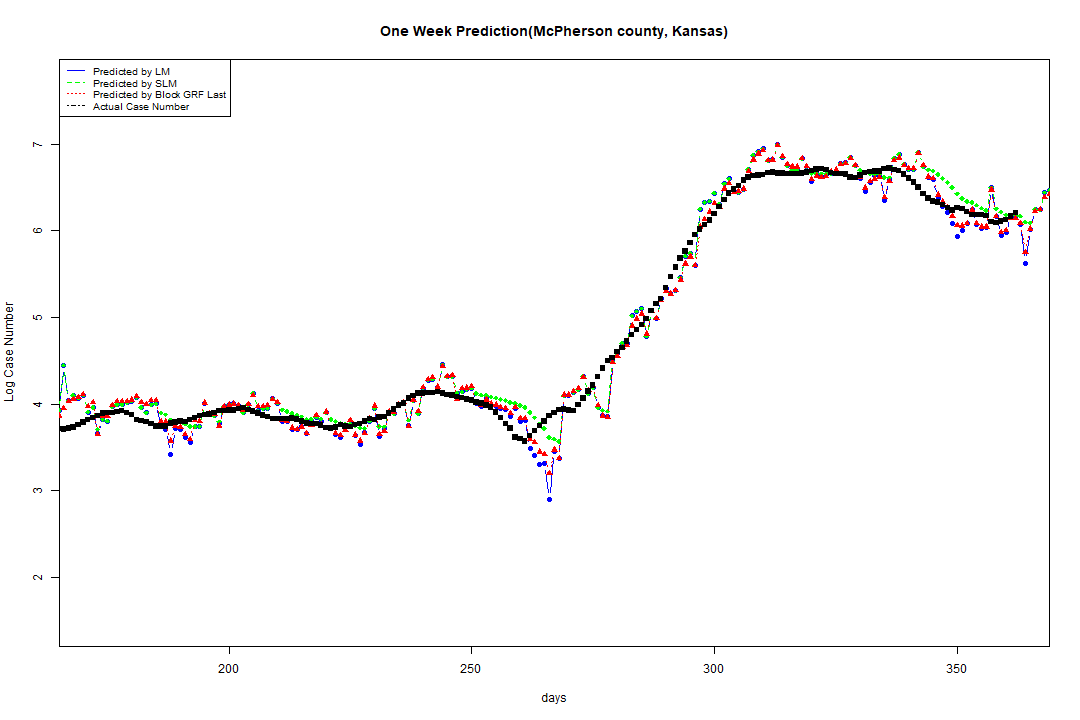 One Week Prediction(McPherson county, Kansas)
Predicted by LM
Predicted by SLM
Predicted by Block GRF Last
Actual Case Number
7
6
5
4
3
2
Log Case Number
200 250 300 350
days